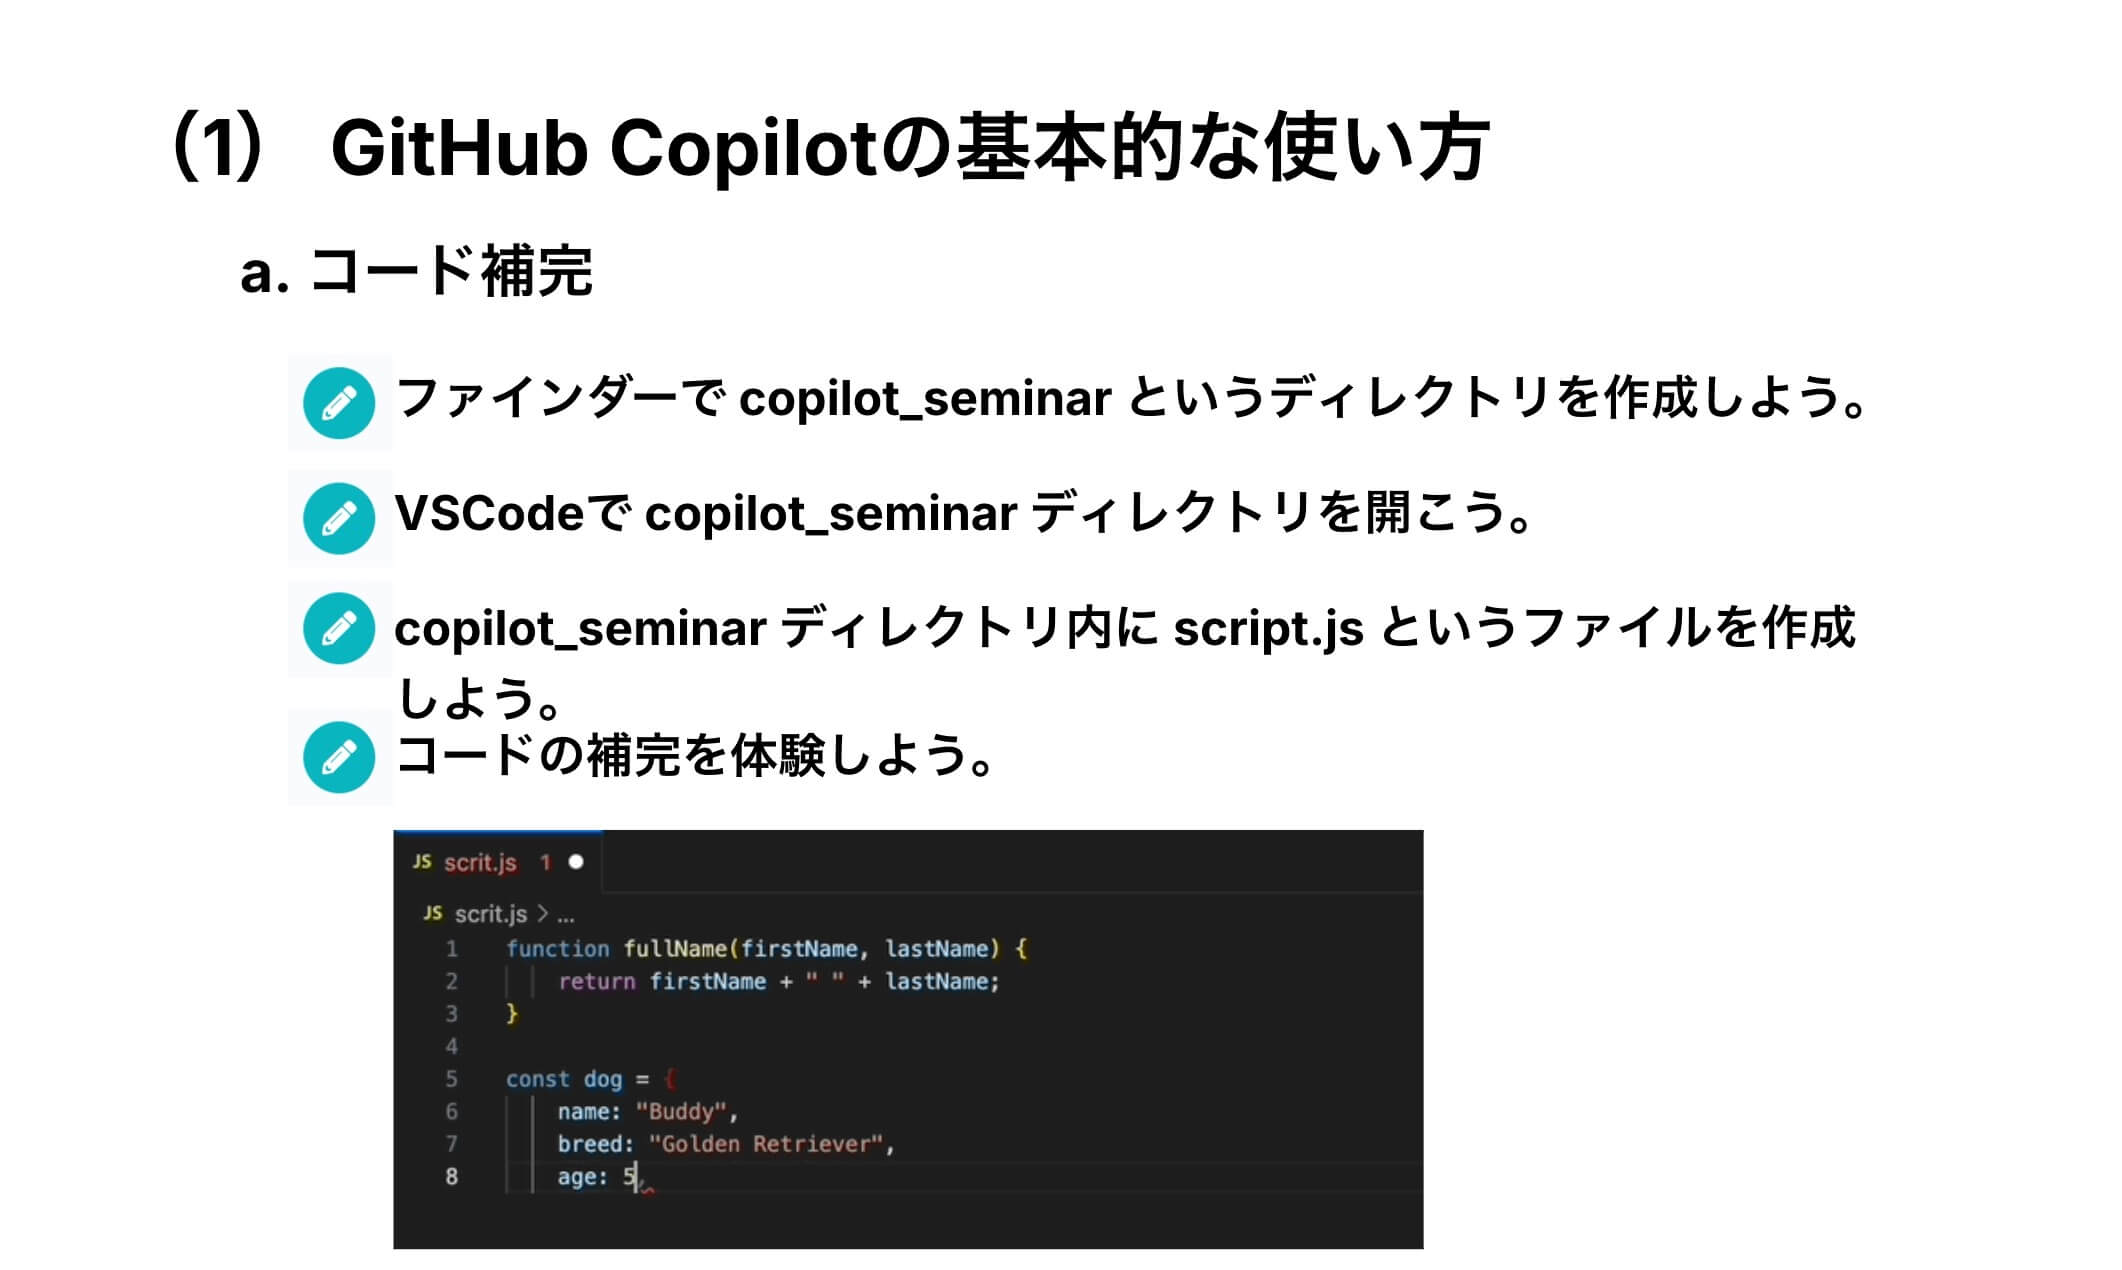 （1） GitHub Copilotの基本的な使い方
a. コード補完
ファインダーで copilot_seminar というディレクトリを作成しよう。
VSCodeで copilot_seminar ディレクトリを開こう。
copilot_seminar ディレクトリ内に script.js というファイルを作成
しよう。
コードの補完を体験しよう。
JS scrit.js 1
JS scrit.js > ...
1 function fullName(firstName, lastName) {
2 return firstName + " " + lastName;
3 }
4
5 const dog = {
6 name: "Buddy",
7 breed: "Golden Retriever",
8 age: 5,